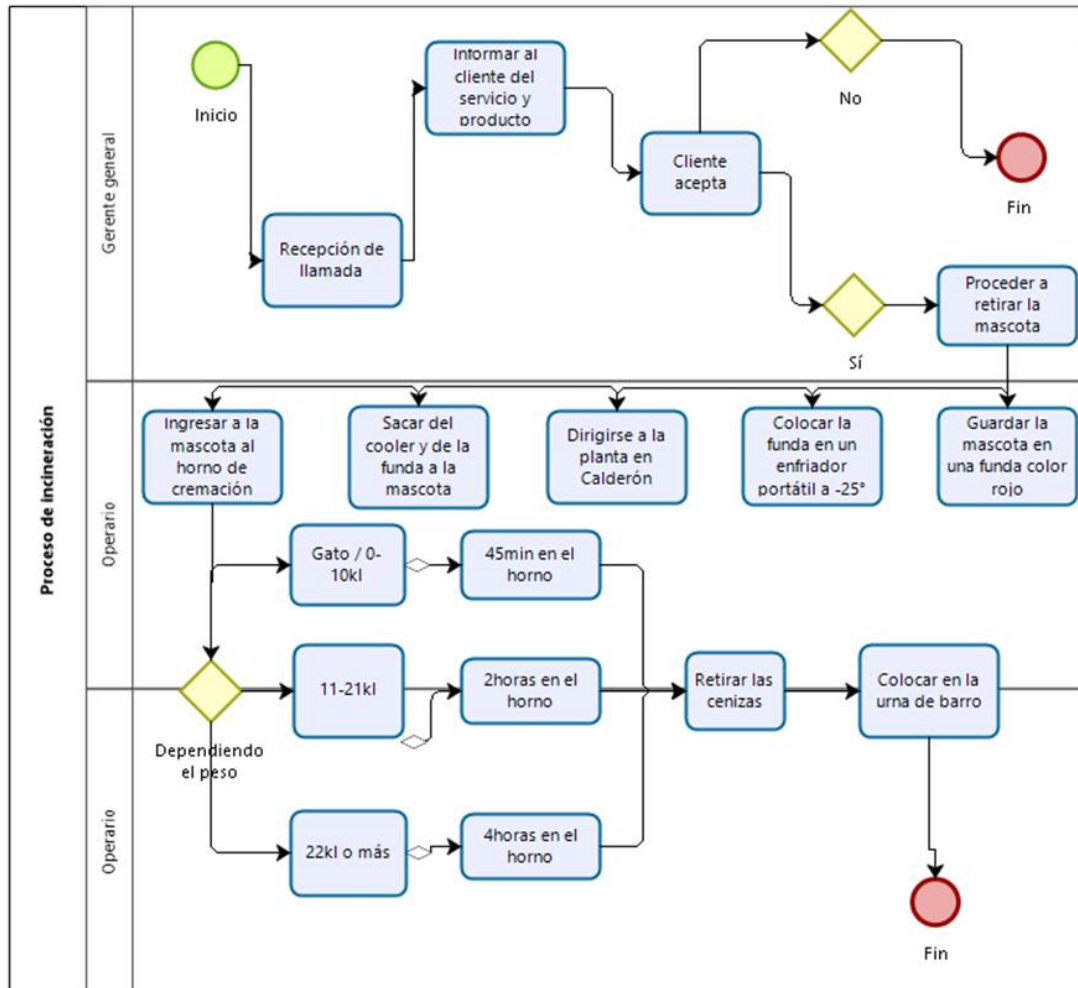 Proceso de incineración
Gerente general
Inicio
Recepción de
llamada
Informar al
cliente del
servicio y
producto
Cliente
acepta
No
Fin
Sí
Proceder a
retirar la
mascota
Operario
Ingresar a la
mascota al
horno de
cremación
Sacar del
cooler y de la
funda a la
mascota
Dirigirse a la
planta en
Calderón
Colocar la
funda en un
enfriador
portátil a -25°
Guardar la
mascota en
una funda color
rojo
Gato / 0-
10kl
45min en el
horno
Operario
Dependiendo
el peso
11-21kl
2horas en el
horno
Retirar las
cenizas
Colocar en la
urna de barro
22kl o más
4horas en el
horno
Fin